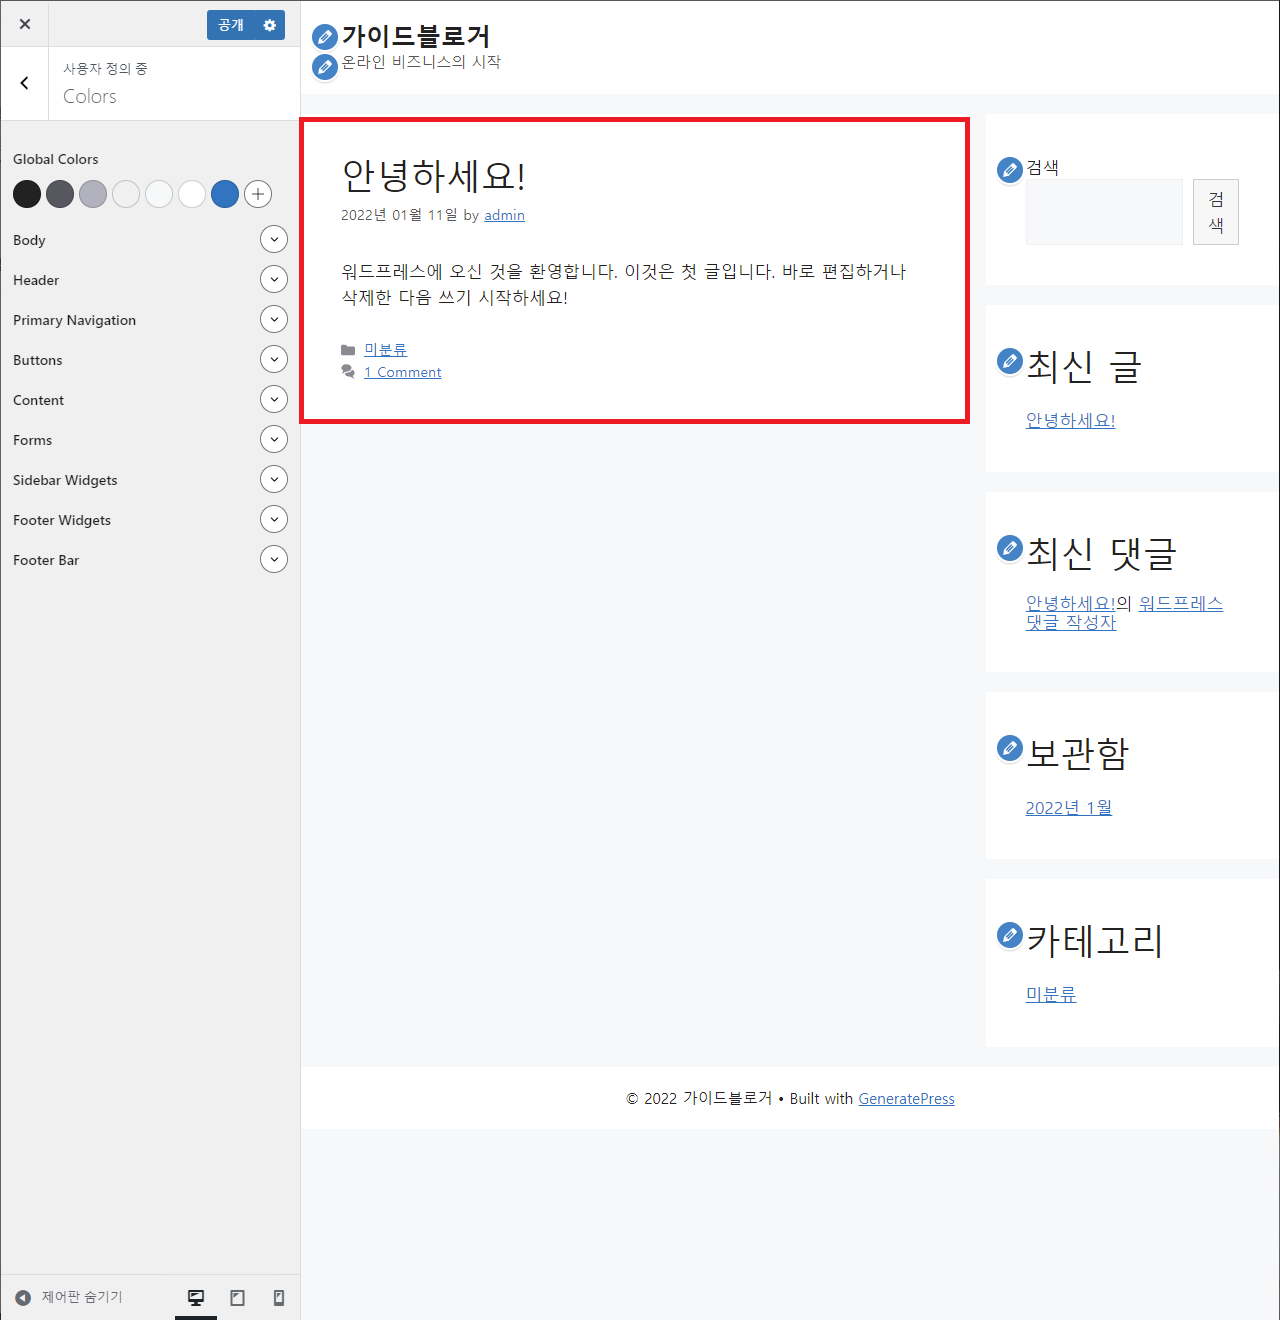 공개
사용자 정의 중
Colors
Global Colors
Body
Header
Primary Navigation
Buttons
Content
Forms
Sidebar Widgets
Footer Widgets
Footer Bar
제어판 숨기기
가이드블로거
온라인 비즈니스의 시작
안녕하세요!
2022년 01월 11일 by admin
워드프레스에 오신 것을 환영합니다. 이것은 첫 글입니다. 바로 편집하거나
삭제한 다음 쓰기 시작하세요!
미분류
1 Comment
검색
검
색
최신 글
안녕하세요!
최신 댓글
안녕하세요!의 워드프레스
댓글 작성자
보관함
2022년 1월
카테고리
미분류
© 2022 가이드블로거 • Built with GeneratePress